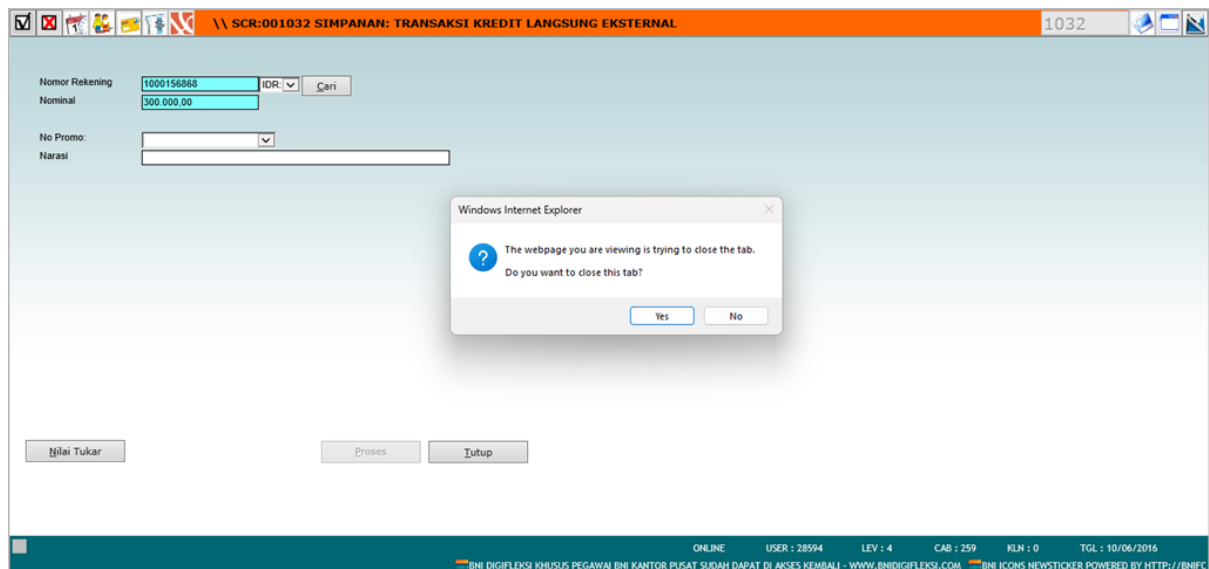 \\ SCR:001032 SIMPANAN: TRANSAKSI KREDIT LANGSUNG EKSTERNAL
1032
Nomor Rekening 1000156868 IDR: Cari
Nominal 300.000,00
No Promo:
Narasi
Windows Internet Explorer
The webpage you are viewing is trying to close the tab.
Do you want to close this tab?
Yes No
Nilai Tukar Proses Tutup
ONLINE USER : 28594 LEV : 4 CAB : 259 KLN : 0 TGL : 10/06/2016
BNI DIGIFLEKSI KHUSUS PEGAWAI BNI KANTOR PUSAT SUDAH DAPAT DI AKSES KEMBALI - WWW.BNIDIGIFLEKSI.COM BNI ICONS NEWSTICKER POWERED BY HTTP://BNIFC